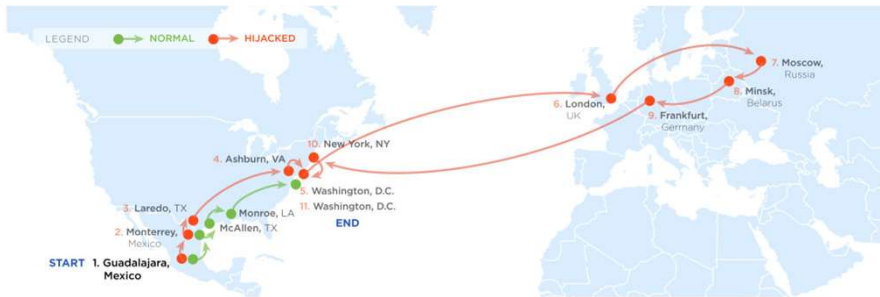 LEGEND NORMAL HIJACKED
7. Moscow,
Russia
8. Minsk,
Belarus
6. London,
UK
9. Frankfurt,
Germany
10. New York, NY
4. Ashburn, VA
5. Washington, D.C.
11. Washington, D.C.
END
3. Laredo, TX
Monroe, LA
McAllen, TX
2. Monterrey,
Mexico
START 1. Guadalajara,
Mexico